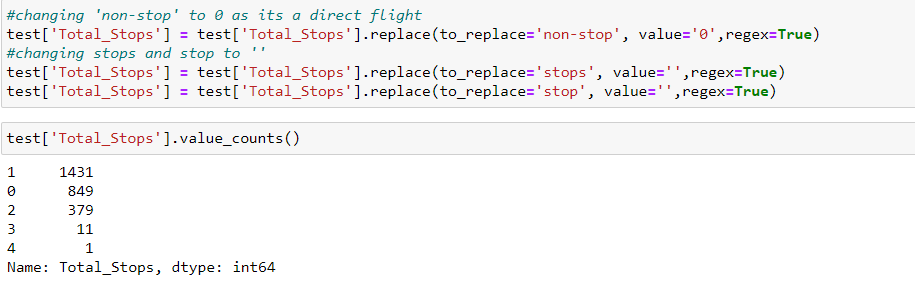 #changing 'non-stop' to 0 as its a direct flight
test['Total_Stops'] = test['Total_Stops'].replace(to_replace='non-stop', value='0',regex=True)
#changing stops and stop to ''
test['Total_Stops'] = test['Total_Stops'].replace(to_replace='stops', value='',regex=True)
test['Total_Stops'] = test['Total_Stops'].replace(to_replace='stop', value='',regex=True)
test['Total_Stops'].value_counts()
1     1431
0      849
2      379
3       11
4        1
Name: Total_Stops, dtype: int64